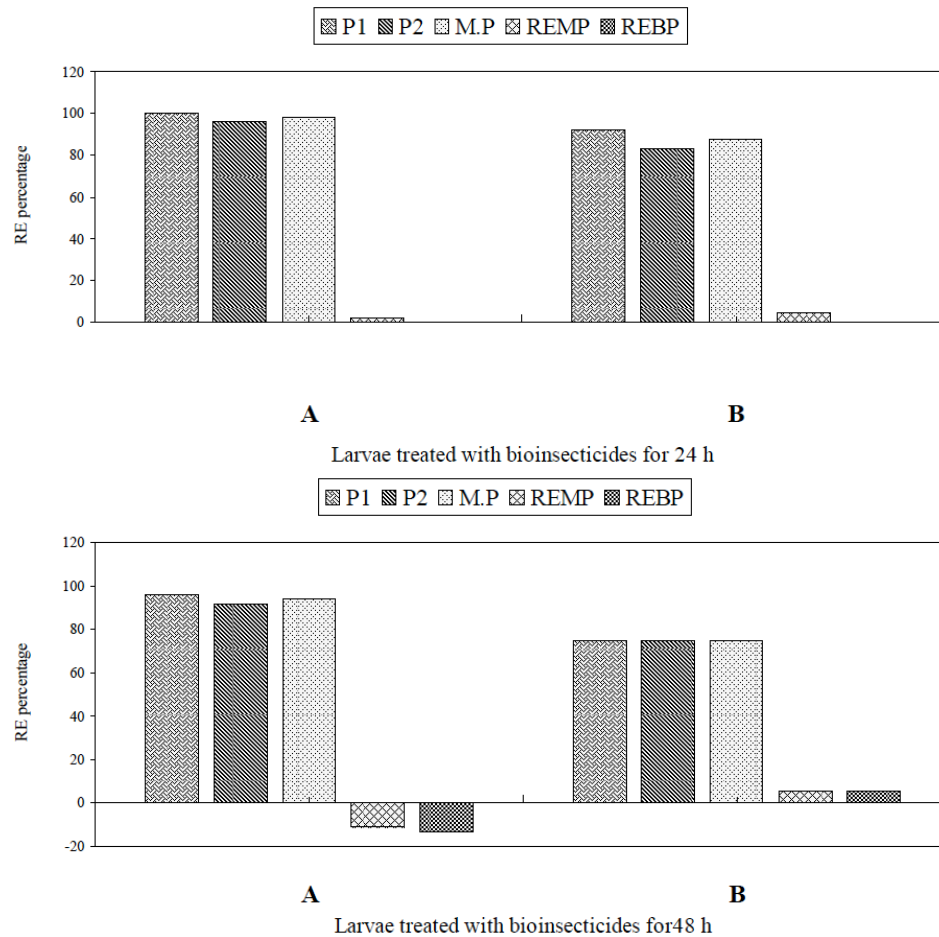 P1 P2 M.P REMP REBP
120
100
80
60
40
20
0
RE percentage
A B
Larvae treated with bioinsecticides for 24 h
P1 P2 M.P REMP REBP
120
100
80
60
40
20
0
-20
RE percentage
A B
Larvae treated with bioinsecticides for48 h